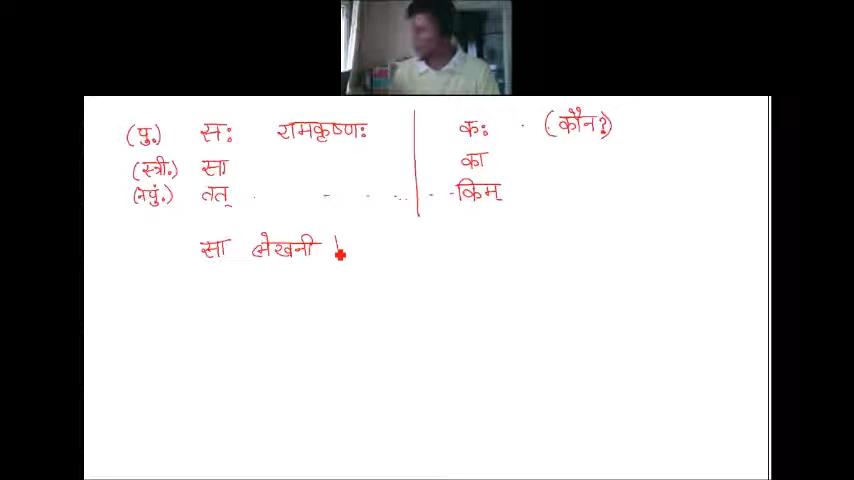 (पु.) सः रामकृष्णः कः (कौन?)
(स्त्री.) सा का
(नपुं.) तत् किम्
सा लेखनी ।